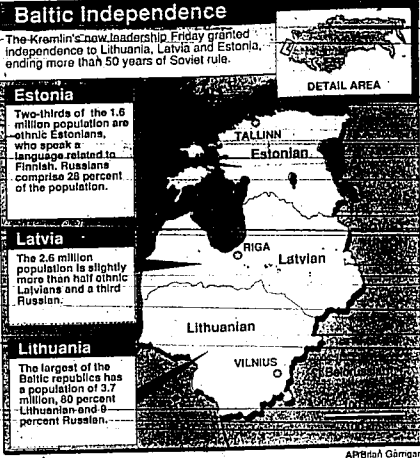 Baltic Independence
The Kremlin's new leadership Friday granted
independence to Lithuania, Latvia and Estonia,
ending more than 50 years of Soviet rule.
DETAIL AREA
Estonia
Two-thirds of the 1.6
million population are
ethnic Estonians,
who speak a
language related to
Finnish. Russians
comprise 28 percent
of the population.
TALLINN
Estonian
Latvia
The 2.6 million
population is slightly
more than half ethnic
Latvians and a third
Russian.
RIGA
Latvian
Lithuanian
Lithuania
The largest of the
Baltic republics has
a population of 3.7
million, 80 percent
Lithuanian and 9
percent Russian.
VILNIUS
AP/Brian